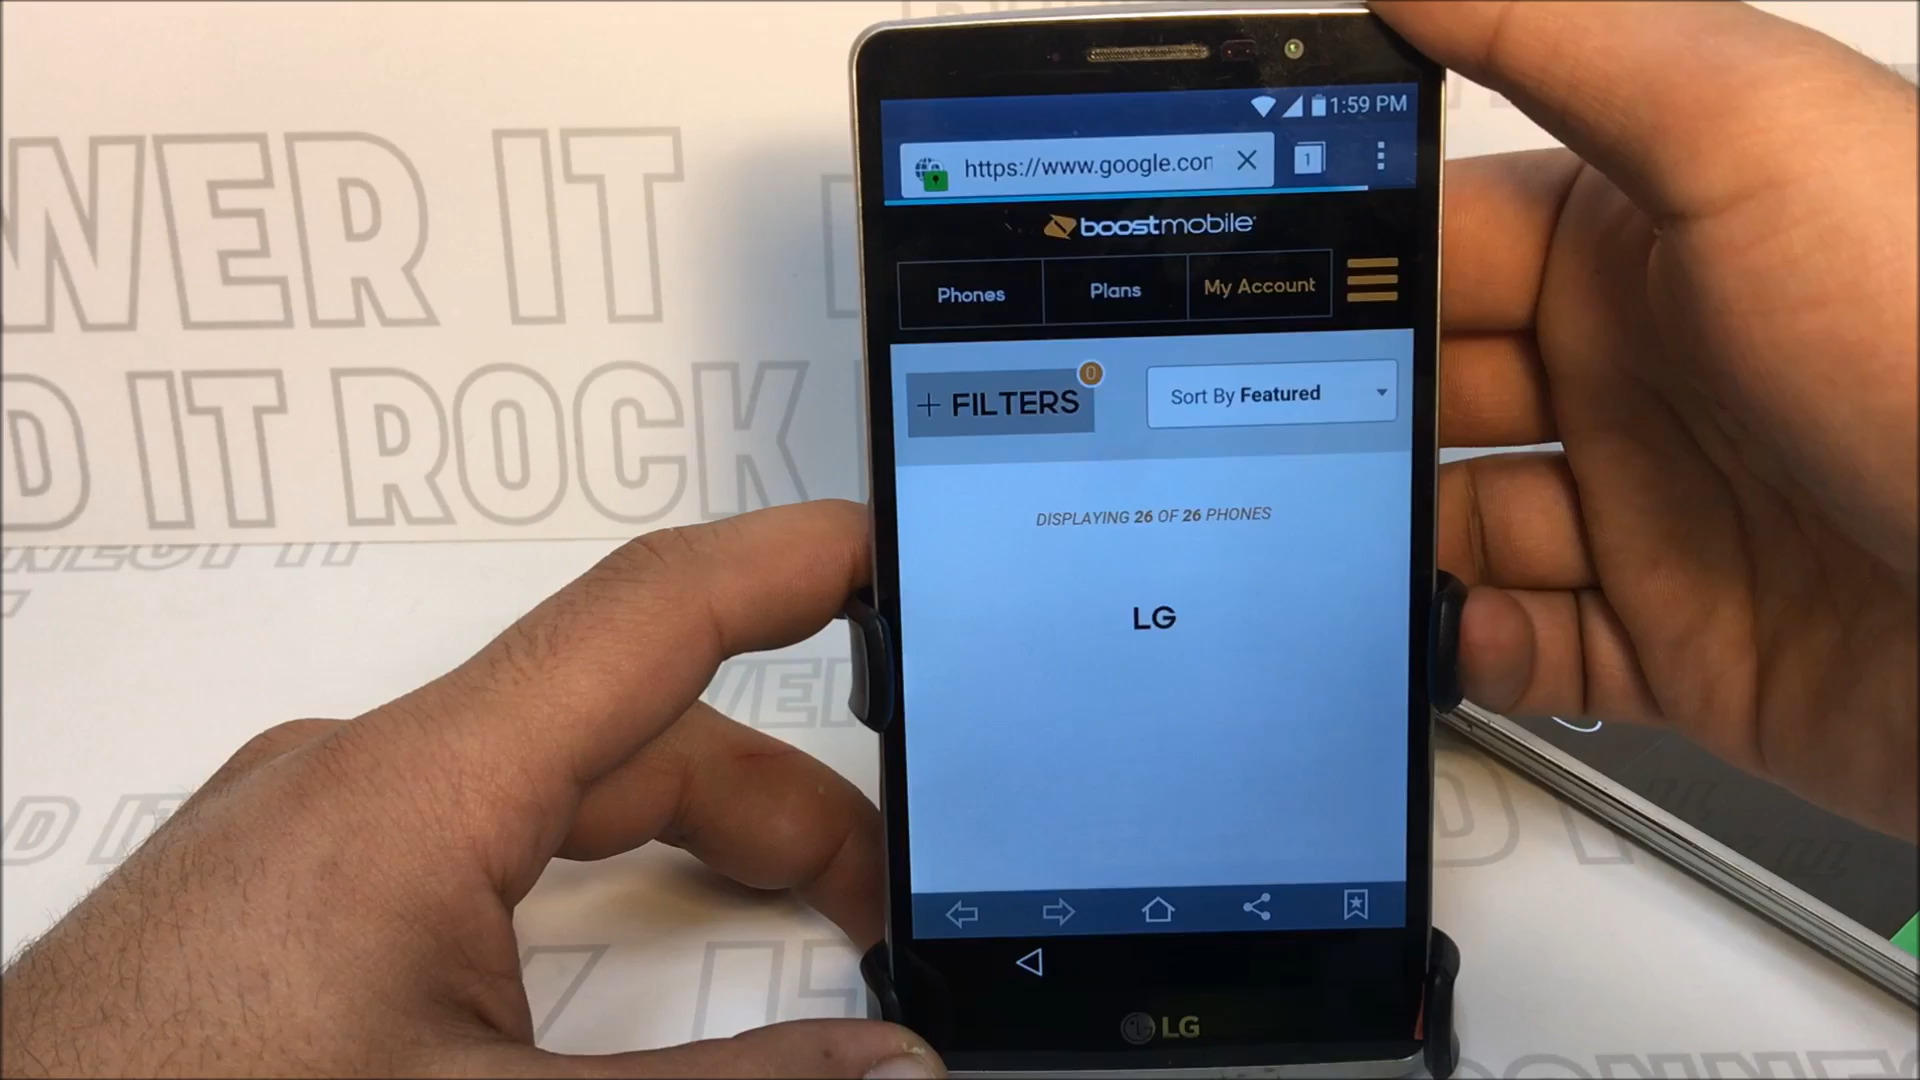 WER IT
D IT ROCK
1:59 PM
https://www.google.con
1
boostmobile
Phones
Plans
My Account
+ FILTERS
0
Sort By Featured
DISPLAYING 26 OF 26 PHONES
LG
LG